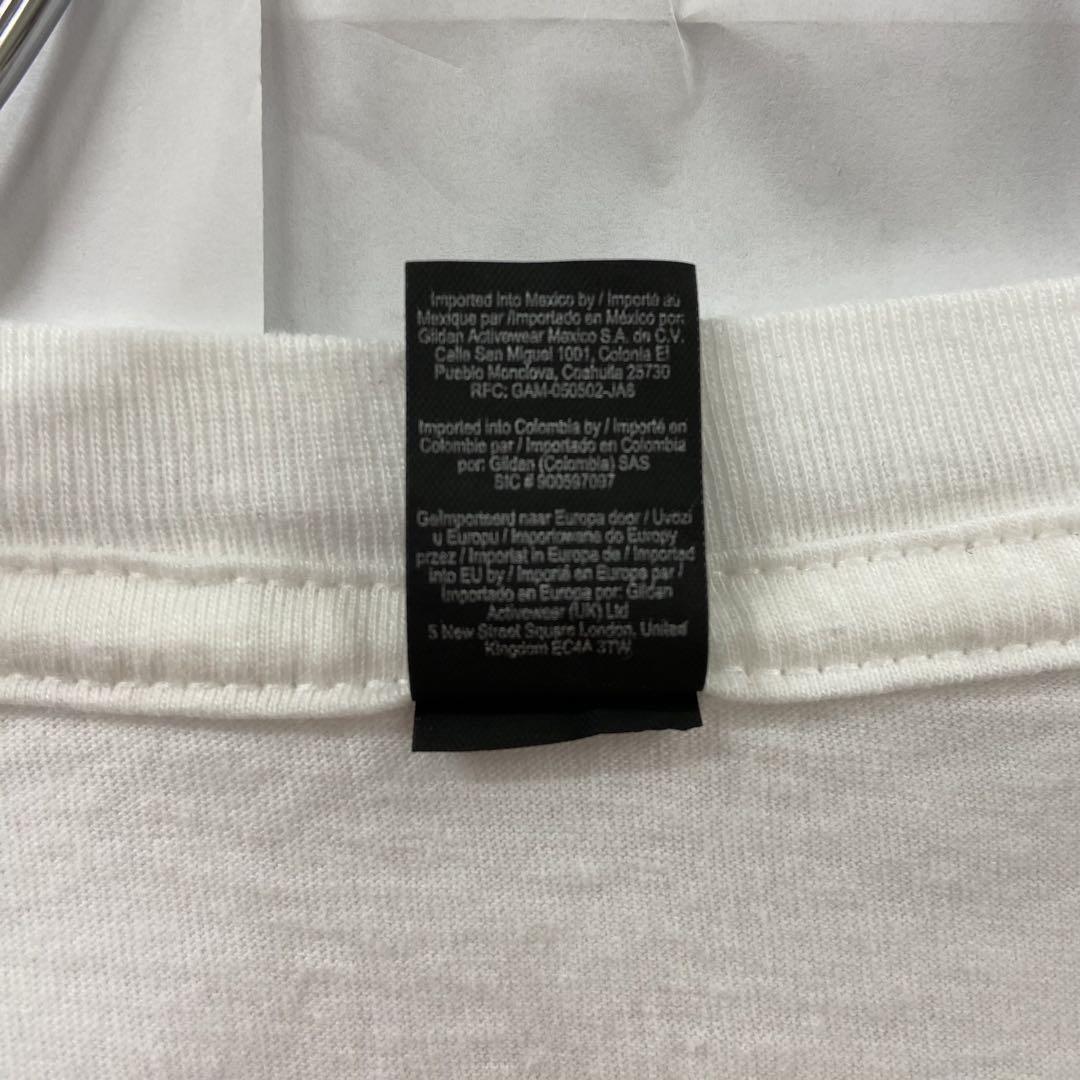 Imported into Mexico by / Importé au
Mexique par /Importado en México por:
Gildan Activewear Mexico S.A. de C.V.
Calle San Miguel 1001, Colonia El
Pueblo Monclova, Coahuila 25730
RFC: GAM-050502-JA6
Imported into Colombia by / Importé en
Colombie par / Importado en Colombia
por: Gildan (Colombia) SAS
SIC # 900597097
Geïmporteerd naar Europa door / Uvozi
u Europu / Importowane do Europy
przez / Importat in Europa de / Imported
into EU by / Importé en Europe par /
Importado en Europa por: Gildan
Activewear (UK) Ltd
5 New Street Square London, United
Kingdom EC4A 3TW